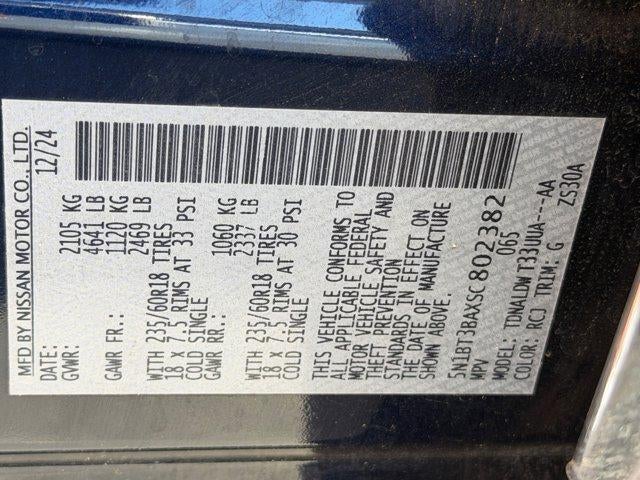 MFD BY NISSAN MOTOR CO., LTD.
DATE: 12/24
GVWR: 2105 KG
4641 LB
GAWR FR.: 1120 KG
2469 LB
WITH 235/60R18 TIRES
18 x 7.5 RIMS AT 33 PSI
COLD SINGLE
GAWR RR.: 1060 KG
2337 LB
WITH 235/60R18 TIRES
18 x 7.5 RIMS AT 30 PSI
COLD SINGLE
THIS VEHICLE CONFORMS TO
ALL APPLICABLE FEDERAL
MOTOR VEHICLE SAFETY AND
THEFT PREVENTION
STANDARDS IN EFFECT ON
THE DATE OF MANUFACTURE
SHOWN ABOVE.
5N1BT3BAXSC802382
MPV 065
MODEL: TDNALDW T33UUA---AA
COLOR: RCJ TRIM: G ZS30A